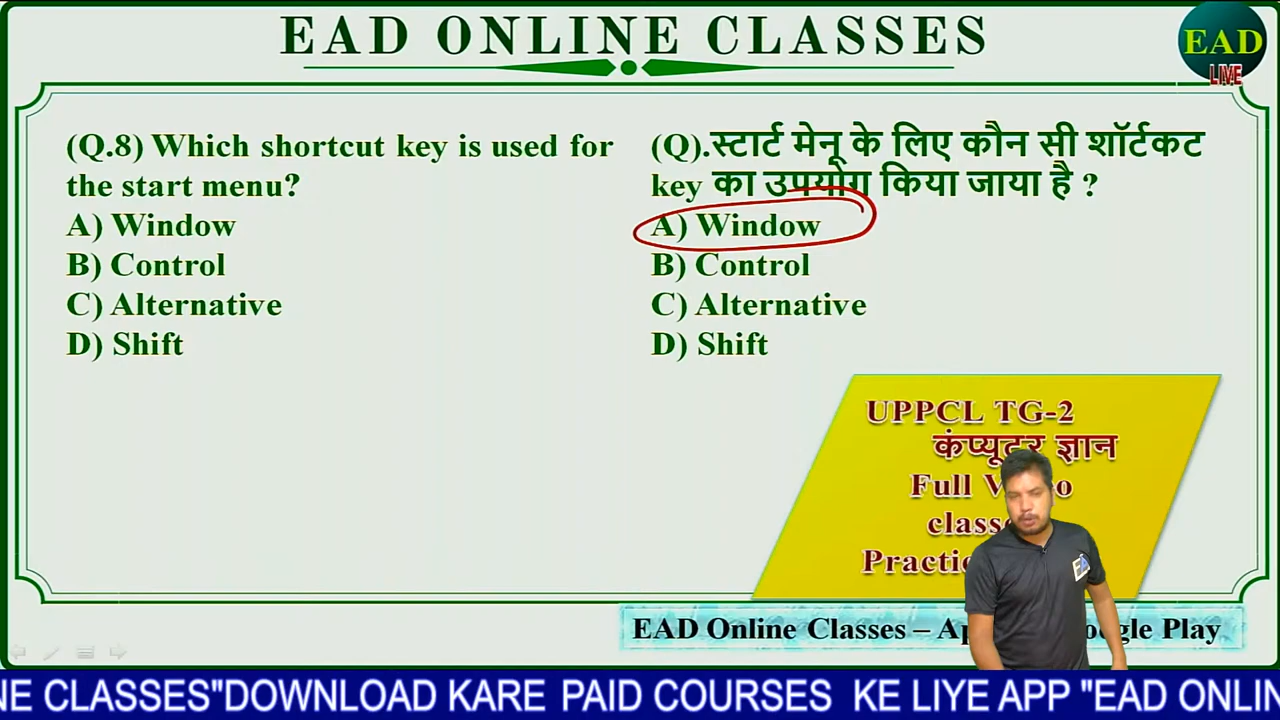 EAD ONLINE CLASSES
EAD
LIVE
(Q.8) Which shortcut key is used for
the start menu?
A) Window
B) Control
C) Alternative
D) Shift
(Q).स्टार्ट मेनू के लिए कौन सी शॉर्टकट
key का उपयोग किया जाया है ?
A) Window
B) Control
C) Alternative
D) Shift
UPPCL TG-2
कंप्यूटर ज्ञान
Full
EAD Online Classes – Play
NE CLASSES"DOWNLOAD KARE PAID COURSES KE LIYE APP "EAD ONLIN